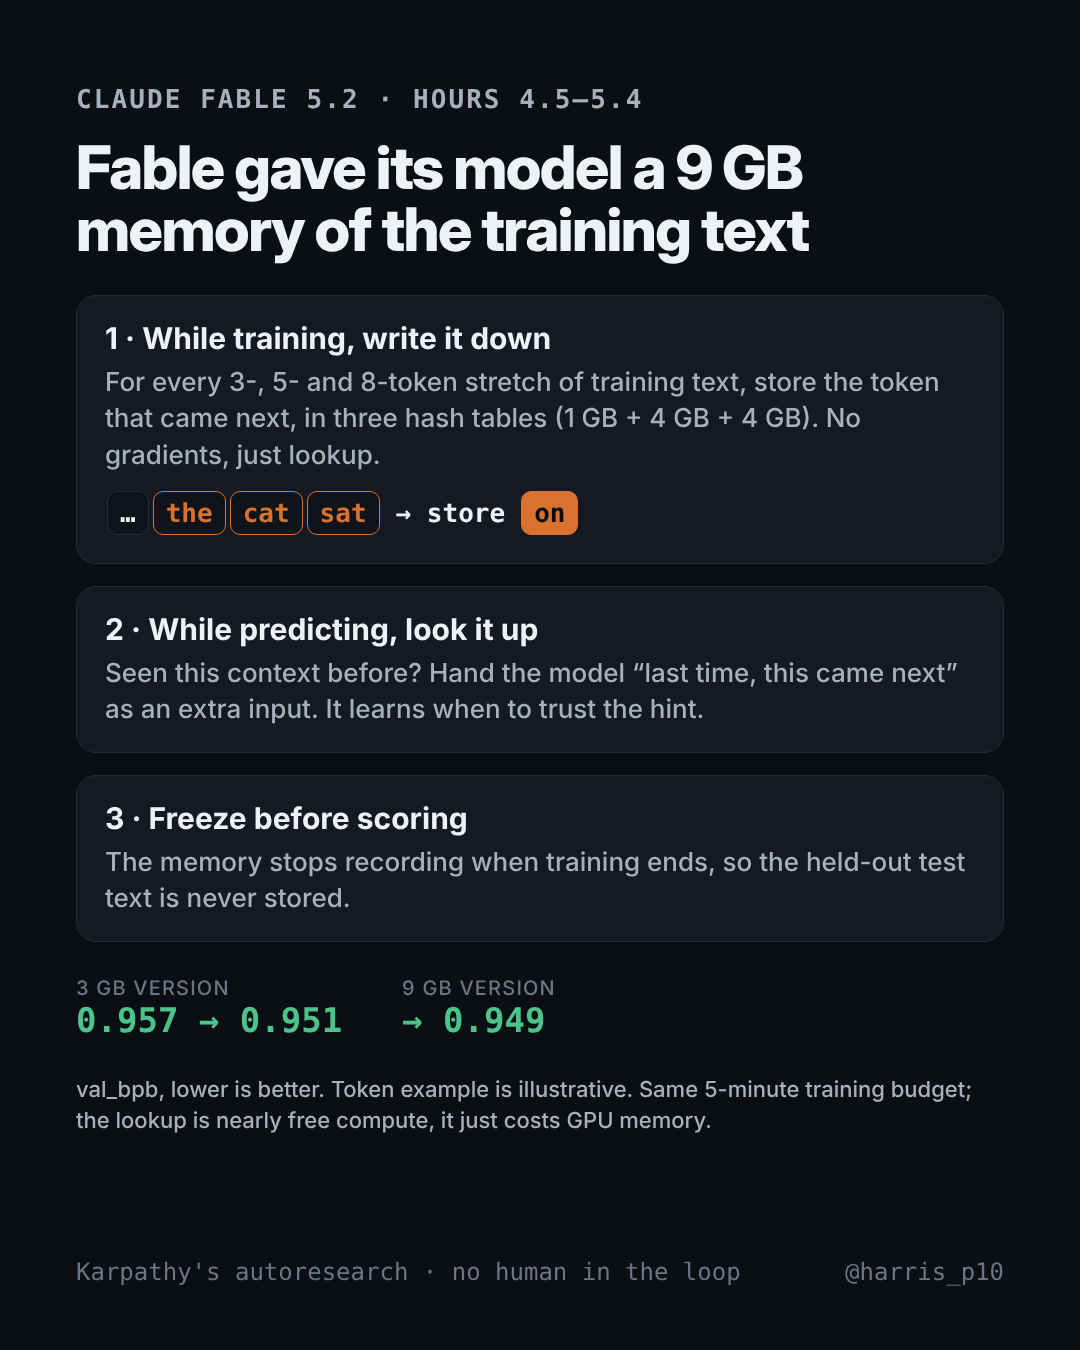 CLAUDE FABLE 5.2 · HOURS 4.5–5.4
Fable gave its model a 9 GB
memory of the training text
1 · While training, write it down
For every 3-, 5- and 8-token stretch of training text, store the token
that came next, in three hash tables (1 GB + 4 GB + 4 GB). No
gradients, just lookup.
… the cat sat → store on
2 · While predicting, look it up
Seen this context before? Hand the model “last time, this came next”
as an extra input. It learns when to trust the hint.
3 · Freeze before scoring
The memory stops recording when training ends, so the held-out test
text is never stored.
3 GB VERSION 9 GB VERSION
0.957 → 0.951 → 0.949
val_bpb, lower is better. Token example is illustrative. Same 5-minute training budget;
the lookup is nearly free compute, it just costs GPU memory.
Karpathy's autoresearch · no human in the loop @harris_p10